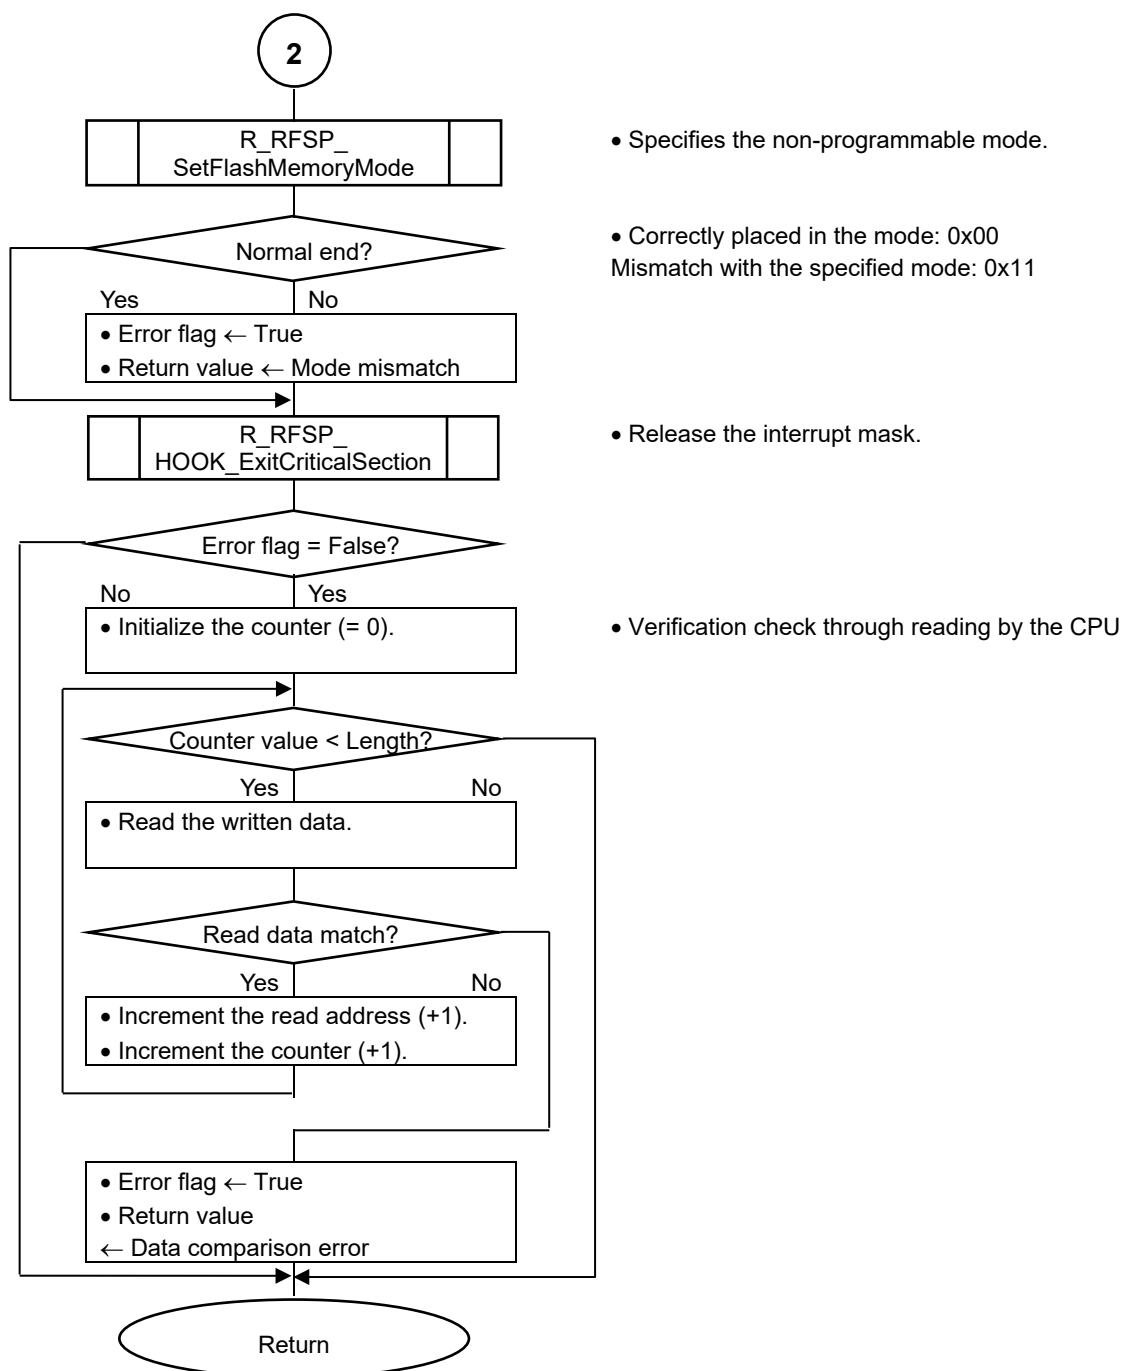 2
R_RFSP_
SetFlashMemoryMode
• Specifies the non-programmable mode.
Normal end?
• Correctly placed in the mode: 0x00
Mismatch with the specified mode: 0x11
Yes No
• Error flag ← True
• Return value ← Mode mismatch
R_RFSP_
HOOK_ExitCriticalSection
• Release the interrupt mask.
Error flag = False?
No Yes
• Initialize the counter (= 0).
• Verification check through reading by the CPU
Counter value < Length?
Yes No
• Read the written data.
Read data match?
Yes No
• Increment the read address (+1).
• Increment the counter (+1).
• Error flag ← True
• Return value
← Data comparison error
Return